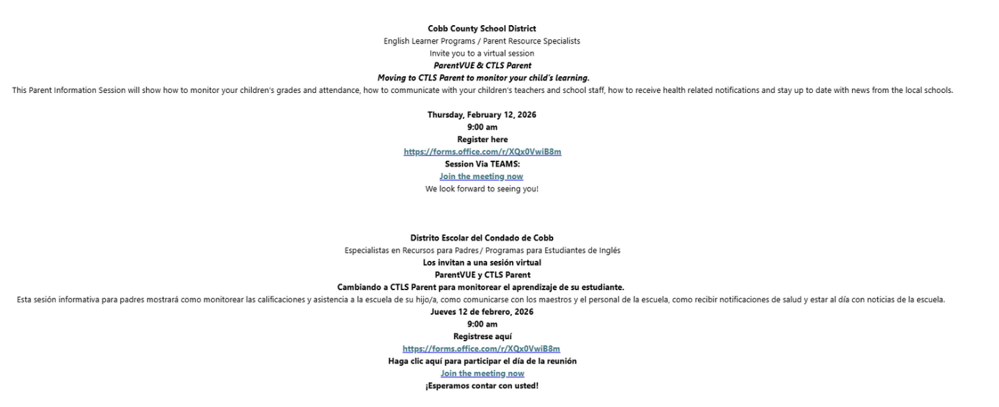 Cobb County School District
English Learner Programs / Parent Resource Specialists
Invite you to a virtual session
ParentVUE & CTLS Parent
Moving to CTLS Parent to monitor your child's learning.
This Parent Information Session will show how to monitor your children's grades and attendance, how to communicate with your children's teachers and school staff, how to receive health related notifications and stay up to date with news from the local schools.
Thursday, February 12, 2026
9:00 am
Register here
https://forms.office.com/r/XQx0VwiB8m
Session Via TEAMS:
Join the meeting now
We look forward to seeing you!
Distrito Escolar del Condado de Cobb
Especialistas en Recursos para Padres/ Programas para Estudiantes de Inglés
Los invitan a una sesión virtual
ParentVUE y CTLS Parent
Cambiando a CTLS Parent para monitorear el aprendizaje de su estudiante.
Esta sesión informativa para padres mostrará como monitorear las calificaciones y asistencia a la escuela de su hijo/a, como comunicarse con los maestros y el personal de la escuela, como recibir notificaciones de salud y estar al día con noticias de la escuela.
Jueves 12 de febrero, 2026
9:00 am
Registrese aquí
https://forms.office.com/r/XQx0VwiB8m
Haga clic aquí para participar el día de la reunión
Join the meeting now
¡Esperamos contar con usted!